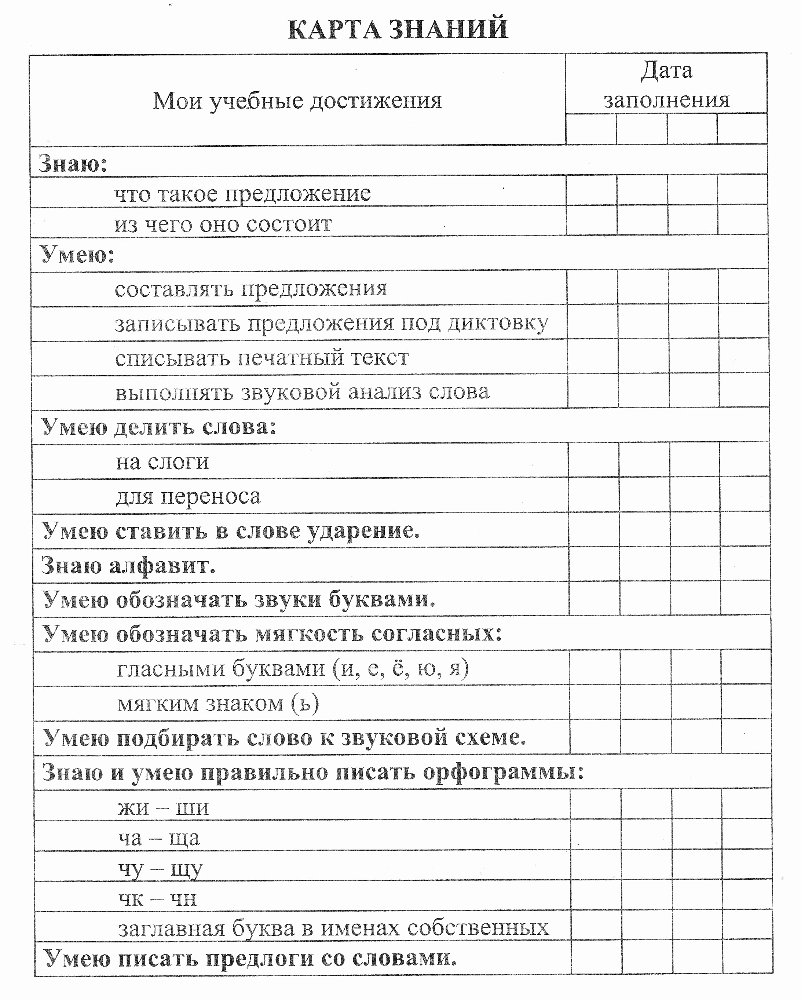 КАРТА ЗНАНИЙ
Мои учебные достижения
Дата
заполнения
Знаю:
что такое предложение
из чего оно состоит
Умею:
составлять предложения
записывать предложения под диктовку
списывать печатный текст
выполнять звуковой анализ слова
Умею делить слова:
на слоги
для переноса
Умею ставить в слове ударение.
Знаю алфавит.
Умею обозначать звуки буквами.
Умею обозначать мягкость согласных:
гласными буквами (и, е, ё, ю, я)
мягким знаком (ь)
Умею подбирать слово к звуковой схеме.
Знаю и умею правильно писать орфограммы:
жи – ши
ча – ща
чу – щу
чк – чн
заглавная буква в именах собственных
Умею писать предлоги со словами.